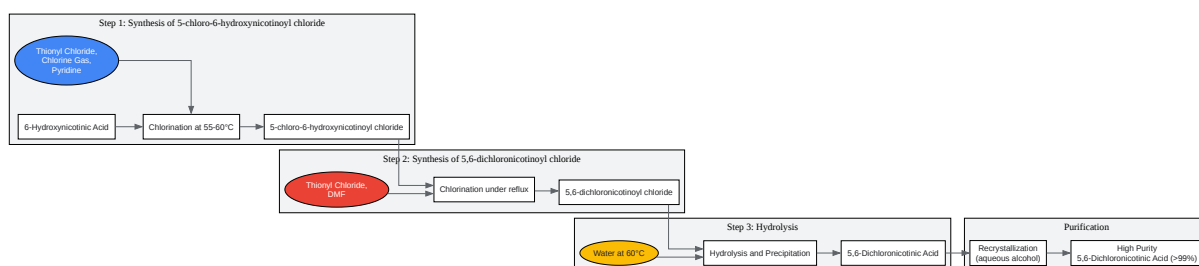 Step 1: Synthesis of 5-chloro-6-hydroxynicotinoyl chloride
Thionyl Chloride,
Chlorine Gas,
Pyridine
6-Hydroxynicotinic Acid
Chlorination at 55-60°C
5-chloro-6-hydroxynicotinoyl chloride
Step 2: Synthesis of 5,6-dichloronicotinoyl chloride
Thionyl Chloride,
DMF
Chlorination under reflux
5,6-dichloronicotinoyl chloride
Step 3: Hydrolysis
Water at 60°C
Hydrolysis and Precipitation
5,6-Dichloronicotinic Acid
Purification
Recrystallization
(aqueous alcohol)
High Purity
5,6-Dichloronicotinic Acid (>99%)